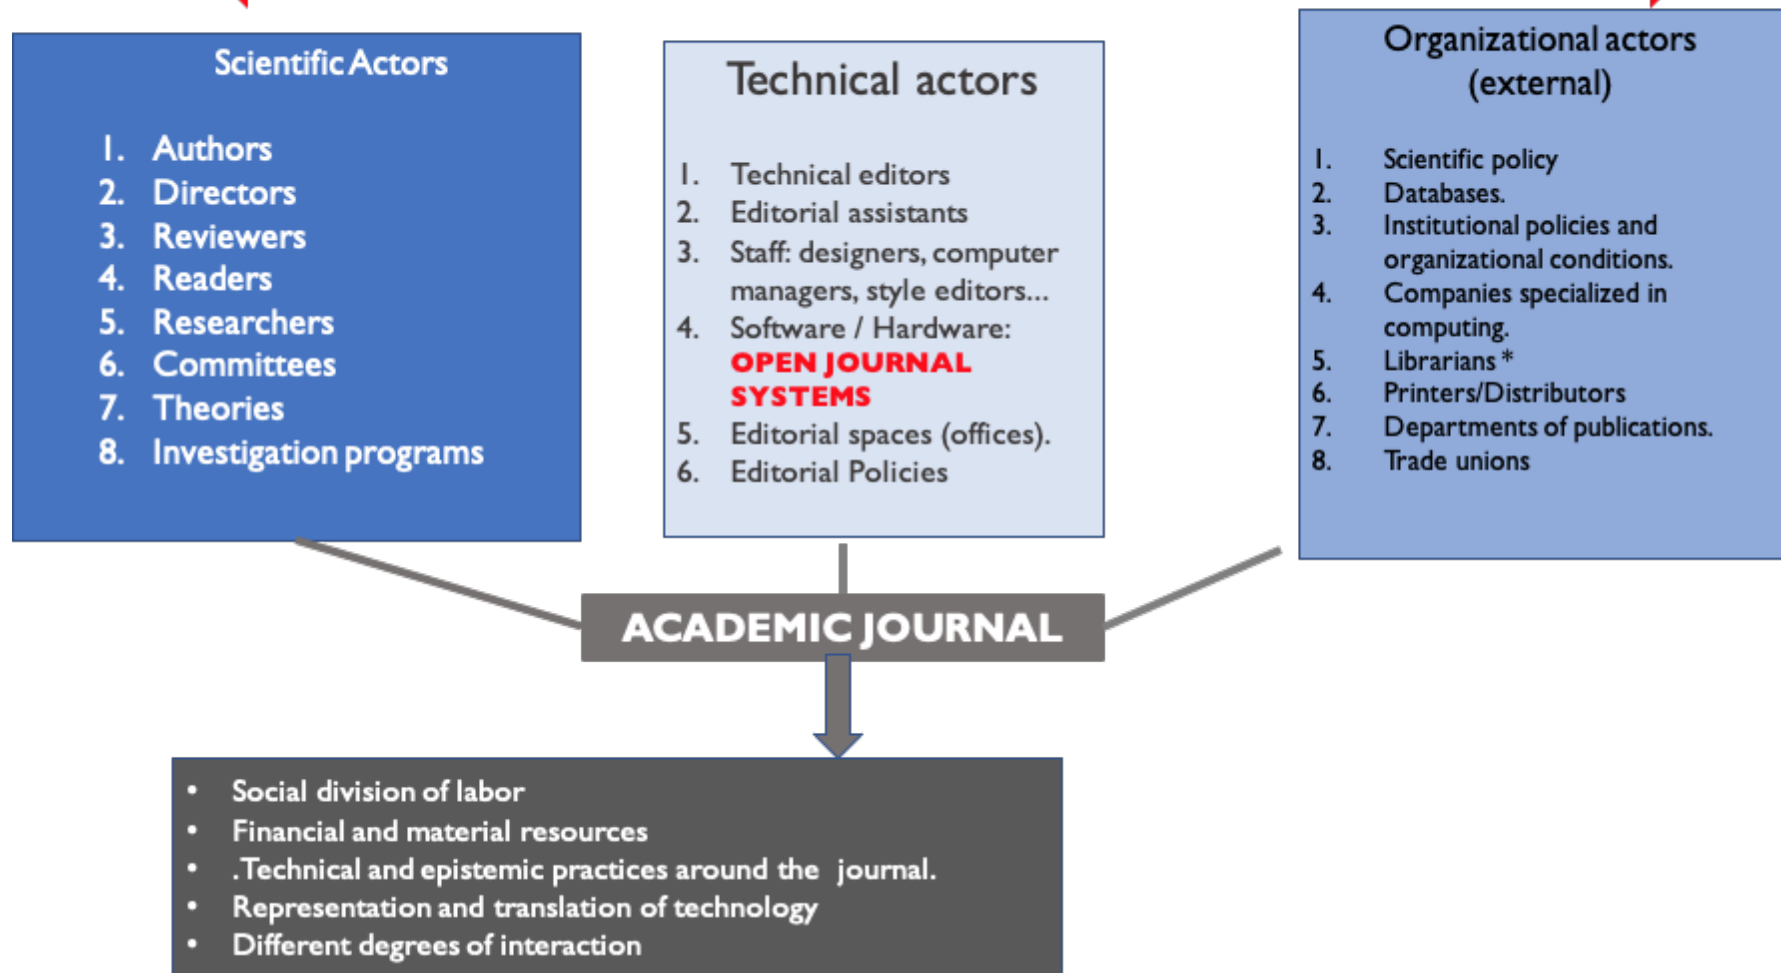 Scientific Actors
1. Authors
2. Directors
3. Reviewers
4. Readers
5. Researchers
6. Committees
7. Theories
8. Investigation programs
Technical actors
1. Technical editors
2. Editorial assistants
3. Staff: designers, computer
managers, style editors...
4. Software / Hardware:
OPEN JOURNAL
SYSTEMS
5. Editorial spaces (offices).
6. Editorial Policies
Organizational actors
(external)
1. Scientific policy
2. Databases.
3. Institutional policies and
organizational conditions.
4. Companies specialized in
computing.
5. Librarians *
6. Printers/Distributors
7. Departments of publications.
8. Trade unions
ACADEMIC JOURNAL
• Social division of labor
• Financial and material resources
• .Technical and epistemic practices around the journal.
• Representation and translation of technology
• Different degrees of interaction